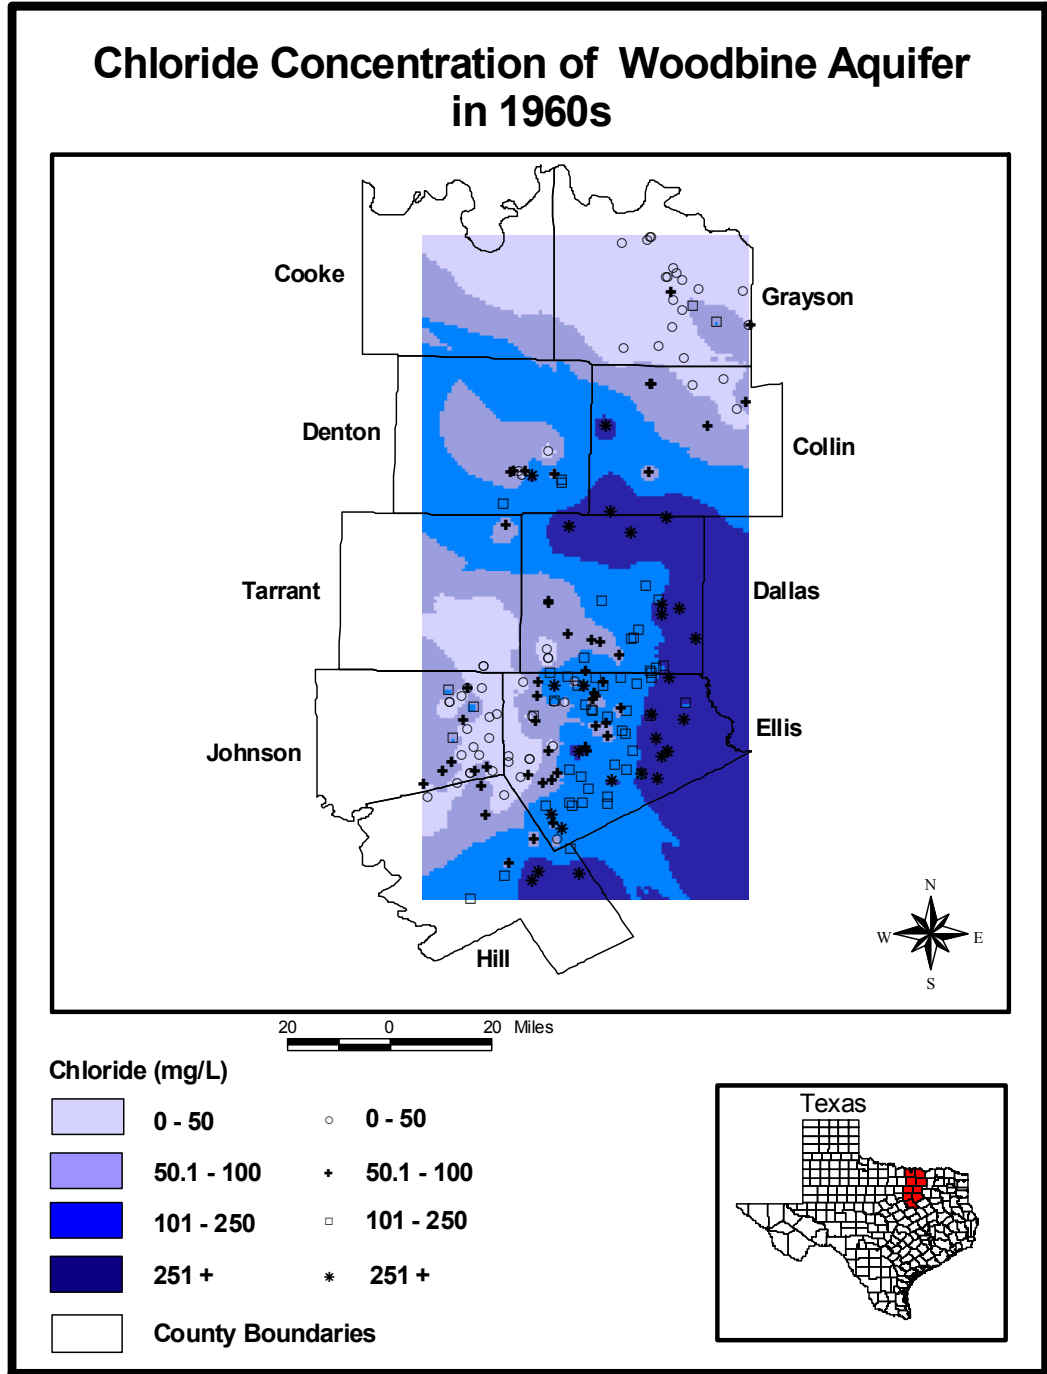 Chloride Concentration of Woodbine Aquifer
in 1960s
Cooke
Grayson
Denton
Collin
Tarrant
Dallas
Johnson
Ellis
Hill
N
W
E
S
20 0 20 Miles
Chloride (mg/L)
0 - 50 0 - 50
50.1 - 100 50.1 - 100
101 - 250 101 - 250
251 + 251 +
County Boundaries
Texas